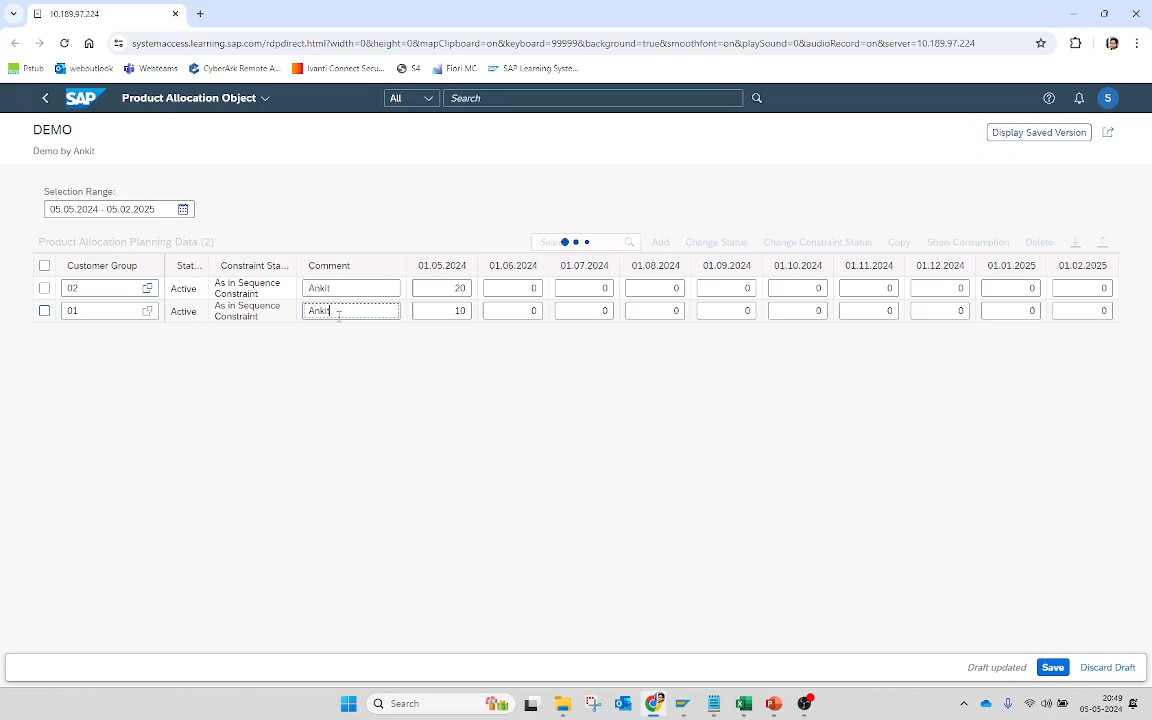 10.189.97.224
systemaccess.learning.sap.com/rdpdirect.html?width=0&height=0&mapClipboard=on&keyboard=99999&background=true&smoothfont=on&playSound=0&audioRecord=on&server=10.189.97.224
Pstub weboutlook Webteams CyberArk Remote A... Ivanti Connect Secu... S4 Fiori MC SAP Learning Syste...
SAP Product Allocation Object All Search S
DEMO
Display Saved Version
Demo by Ankit
Selection Range:
05.05.2024 - 05.02.2025
Product Allocation Planning Data (2) Sear Add Change Status Change Constraint Status Copy Show Consumption Delete
Customer Group Stat... Constraint Sta... Comment 01.05.2024 01.06.2024 01.07.2024 01.08.2024 01.09.2024 01.10.2024 01.11.2024 01.12.2024 01.01.2025 01.02.2025
02 Active As in Sequence Constraint Ankit 20 0 0 0 0 0 0 0 0 0
01 Active As in Sequence Constraint Ankit 10 0 0 0 0 0 0 0 0 0
Draft updated Save Discard Draft
Search
20:49
05-05-2024